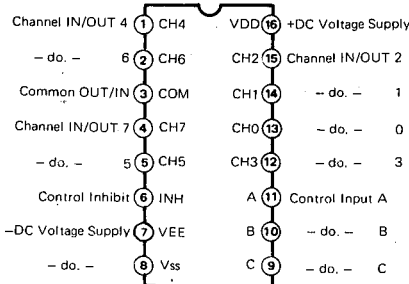 Channel IN/OUT 4 1 CH4 VDD 16 +DC Voltage Supply
– do. – 6 2 CH6 CH2 15 Channel IN/OUT 2
Common OUT/IN 3 COM CH1 14 – do. – 1
Channel IN/OUT 7 4 CH7 CH0 13 – do. – 0
– do. – 5 5 CH5 CH3 12 – do. – 3
Control Inhibit 6 INH A 11 Control Input A
–DC Voltage Supply 7 VEE B 10 – do. – B
– do. – 8 Vss C 9 – do. – C